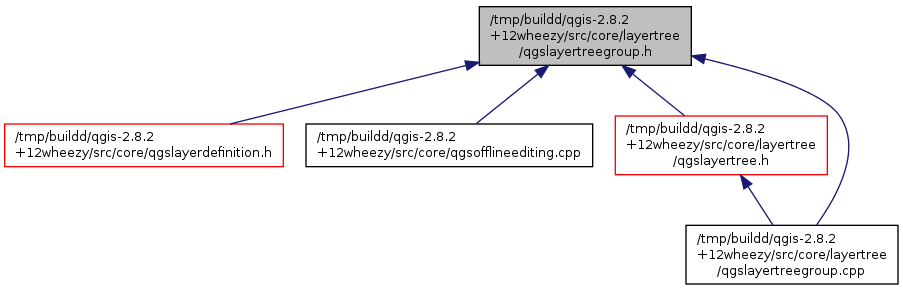 /tmp/buildd/qgis-2.8.2
+12wheezy/src/core/layertree
/qgslayertreegroup.h
/tmp/buildd/qgis-2.8.2
+12wheezy/src/core/qgslayerdefinition.h
/tmp/buildd/qgis-2.8.2
+12wheezy/src/core/qgsofflineediting.cpp
/tmp/buildd/qgis-2.8.2
+12wheezy/src/core/layertree
/qgslayertree.h
/tmp/buildd/qgis-2.8.2
+12wheezy/src/core/layertree
/qgslayertreegroup.cpp